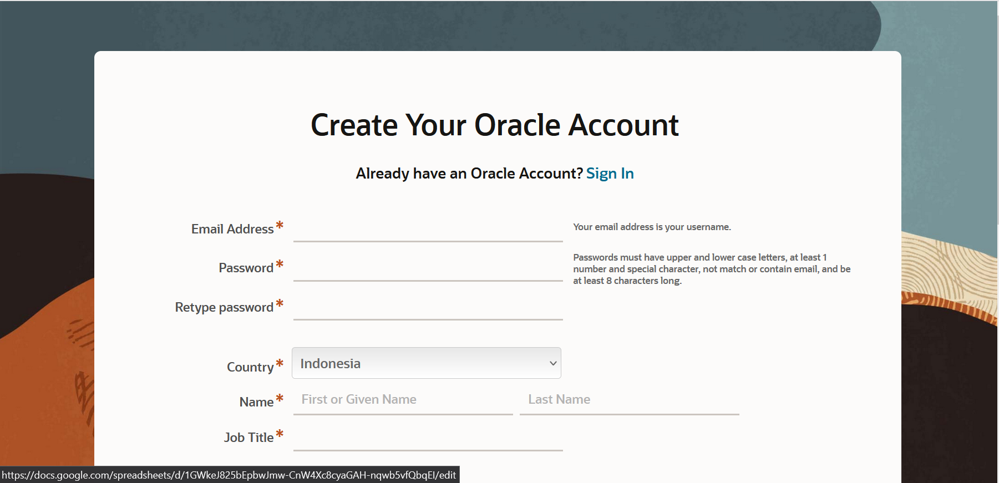 Create Your Oracle Account
Already have an Oracle Account? Sign In
Email Address*
Your email address is your username.
Password*
Passwords must have upper and lower case letters, at least 1
number and special character, not match or contain email, and be
at least 8 characters long.
Retype password*
Country* Indonesia
Name* First or Given Name Last Name
Job Title*
https://docs.google.com/spreadsheets/d/1GWkeJ825bEpbwJmw-CnW4Xc8cyaGAH-nqwb5vfQbqEI/edit